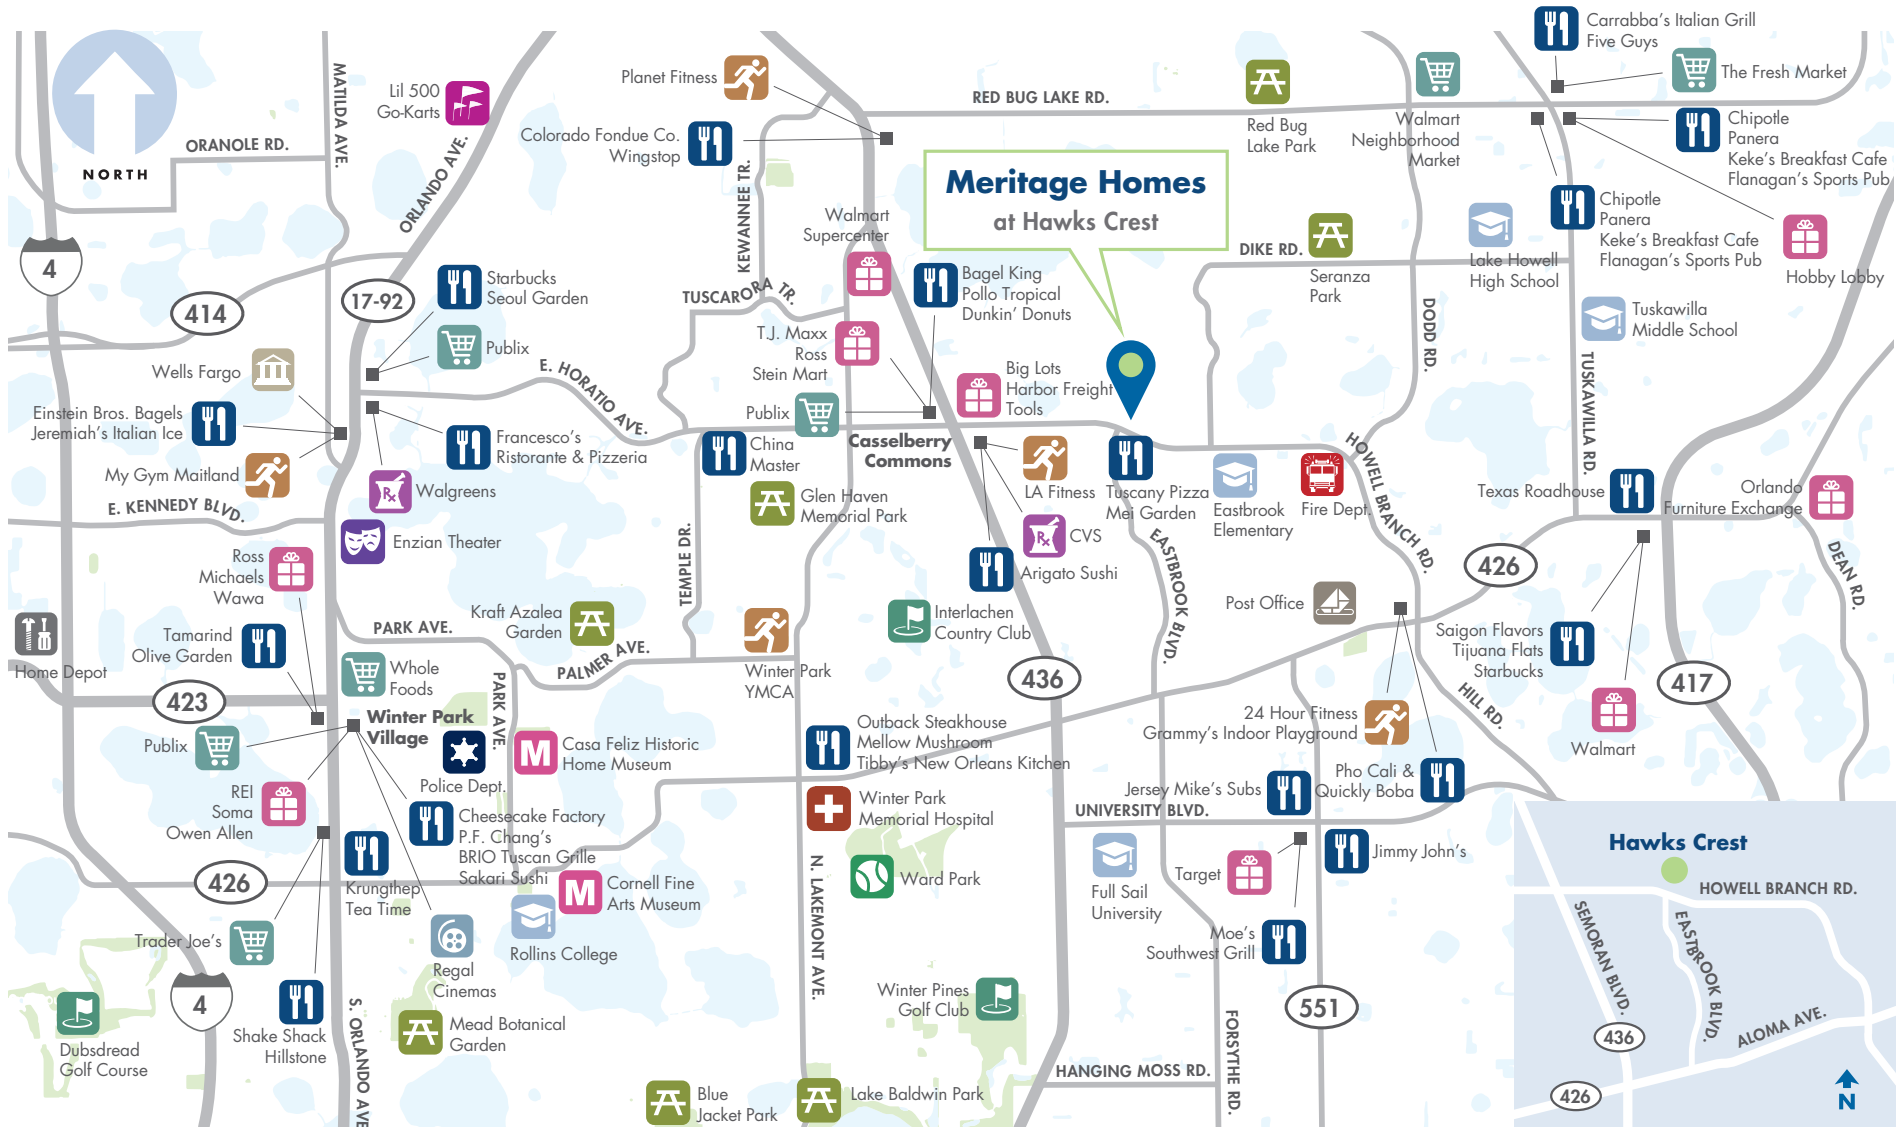 Carrabba's Italian Grill
Five Guys
The Fresh Market
Planet Fitness
Lil 500
Go-Karts
MATILDA AVE.
RED BUG LAKE RD.
Colorado Fondue Co.
Wingstop
Red Bug
Lake Park
Walmart
Neighborhood
Market
Chipotle
Panera
Keke's Breakfast Cafe
Flanagan's Sports Pub
ORANOLE RD.
NORTH
ORLANDO AVE.
KEWANNEE TR.
Meritage Homes
at Hawks Crest
Chipotle
Panera
Keke's Breakfast Cafe
Flanagan's Sports Pub
Walmart
Supercenter
DIKE RD.
Seranza
Park
Lake Howell
High School
Hobby Lobby
4
414
17-92
Starbucks
Seoul Garden
TUSCARORA TR.
Bagel King
Pollo Tropical
Dunkin' Donuts
DODD RD.
Tuskawilla
Middle School
Publix
T.J. Maxx
Ross
Stein Mart
Wells Fargo
E. HORATIO AVE.
Big Lots
Harbor Freight
Tools
TUSKAWILLA RD.
Einstein Bros. Bagels
Jeremiah's Italian Ice
Publix
Francesco's
Ristorante & Pizzeria
China
Master
Casselberry
Commons
My Gym Maitland
Rx
Walgreens
Glen Haven
Memorial Park
LA Fitness
Tuscany Pizza
Mei Garden
Eastbrook
Elementary
Fire Dept.
HOWELL BRANCH RD.
Texas Roadhouse
Orlando
Furniture Exchange
E. KENNEDY BLVD.
Enzian Theater
Rx
CVS
TEMPLE DR.
EASTBROOK BLVD.
426
DEAN RD.
Ross
Michaels
Wawa
Arigato Sushi
Kraft Azalea
Garden
Interlachen
Country Club
Post Office
PARK AVE.
Tamarind
Olive Garden
Home Depot
PALMER AVE.
Winter Park
YMCA
Saigon Flavors
Tijuana Flats
Starbucks
423
Whole
Foods
PARK AVE.
436
417
HILL RD.
Winter Park
Village
Publix
Police Dept.
M
Casa Feliz Historic
Home Museum
Outback Steakhouse
Mellow Mushroom
Tibby's New Orleans Kitchen
24 Hour Fitness
Grammy's Indoor Playground
Walmart
REI
Soma
Owen Allen
Cheesecake Factory
P.F. Chang's
BRIO Tuscan Grille
Sakari Sushi
Winter Park
Memorial Hospital
Jersey Mike's Subs
Pho Cali &
Quickly Boba
UNIVERSITY BLVD.
Jimmy John's
426
Krungthep
Tea Time
M
Cornell Fine
Arts Museum
N. LAKEMONT AVE.
Ward Park
Full Sail
University
Target
Trader Joe's
Regal
Cinemas
Rollins College
Moe's
Southwest Grill
4
Shake Shack
Hillstone
S. ORLANDO AVE
Mead Botanical
Garden
Winter Pines
Golf Club
551
FORSYTHE RD.
Dubsdread
Golf Course
HANGING MOSS RD.
Blue
Jacket Park
Lake Baldwin Park
Hawks Crest
HOWELL BRANCH RD.
SEMORAN BLVD.
EASTBROOK BLVD.
436
ALOMA AVE.
426
N